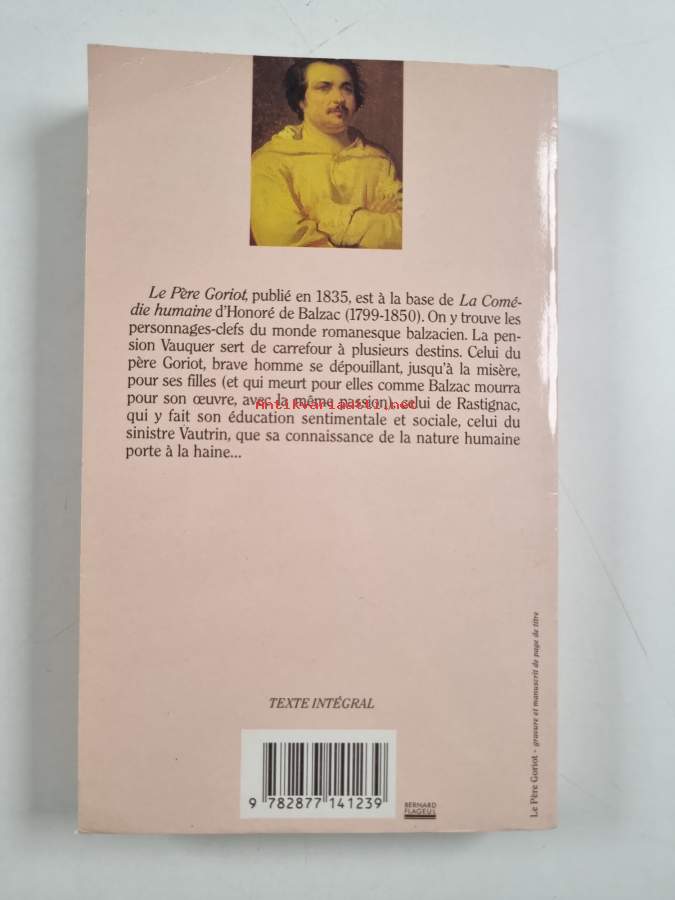 Le Père Goriot, publié en 1835, est à la base de La Comé-
die humaine d'Honoré de Balzac (1799-1850). On y trouve les
personnages-clefs du monde romanesque balzacien. La pen-
sion Vauquer sert de carrefour à plusieurs destins. Celui du
père Goriot, brave homme se dépouillant, jusqu'à la misère,
pour ses filles (et qui meurt pour elles comme Balzac mourra
pour son œuvre, avec la même passion), celui de Rastignac,
Antikvariaatti.net
qui y fait son éducation sentimentale et sociale, celui du
sinistre Vautrin, que sa connaissance de la nature humaine
porte à la haine...
TEXTE INTÉGRAL
9 782877 141239
BERNARD
FLAGEUL
Le Père Goriot - gravure et manuscrit de page de titre